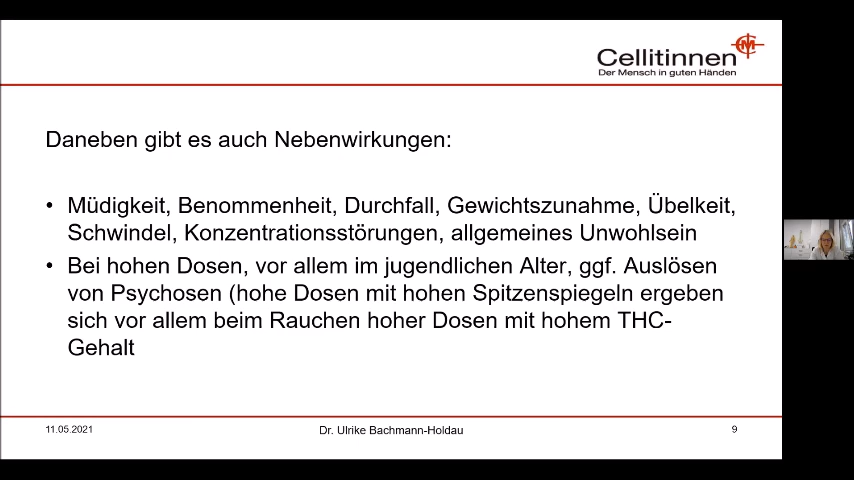 Cellitinnen
Der Mensch in guten Händen
Daneben gibt es auch Nebenwirkungen:
• Müdigkeit, Benommenheit, Durchfall, Gewichtszunahme, Übelkeit,
Schwindel, Konzentrationsstörungen, allgemeines Unwohlsein
• Bei hohen Dosen, vor allem im jugendlichen Alter, ggf. Auslösen
von Psychosen (hohe Dosen mit hohen Spitzenspiegeln ergeben
sich vor allem beim Rauchen hoher Dosen mit hohem THC-
Gehalt
11.05.2021
Dr. Ulrike Bachmann-Holdau
9